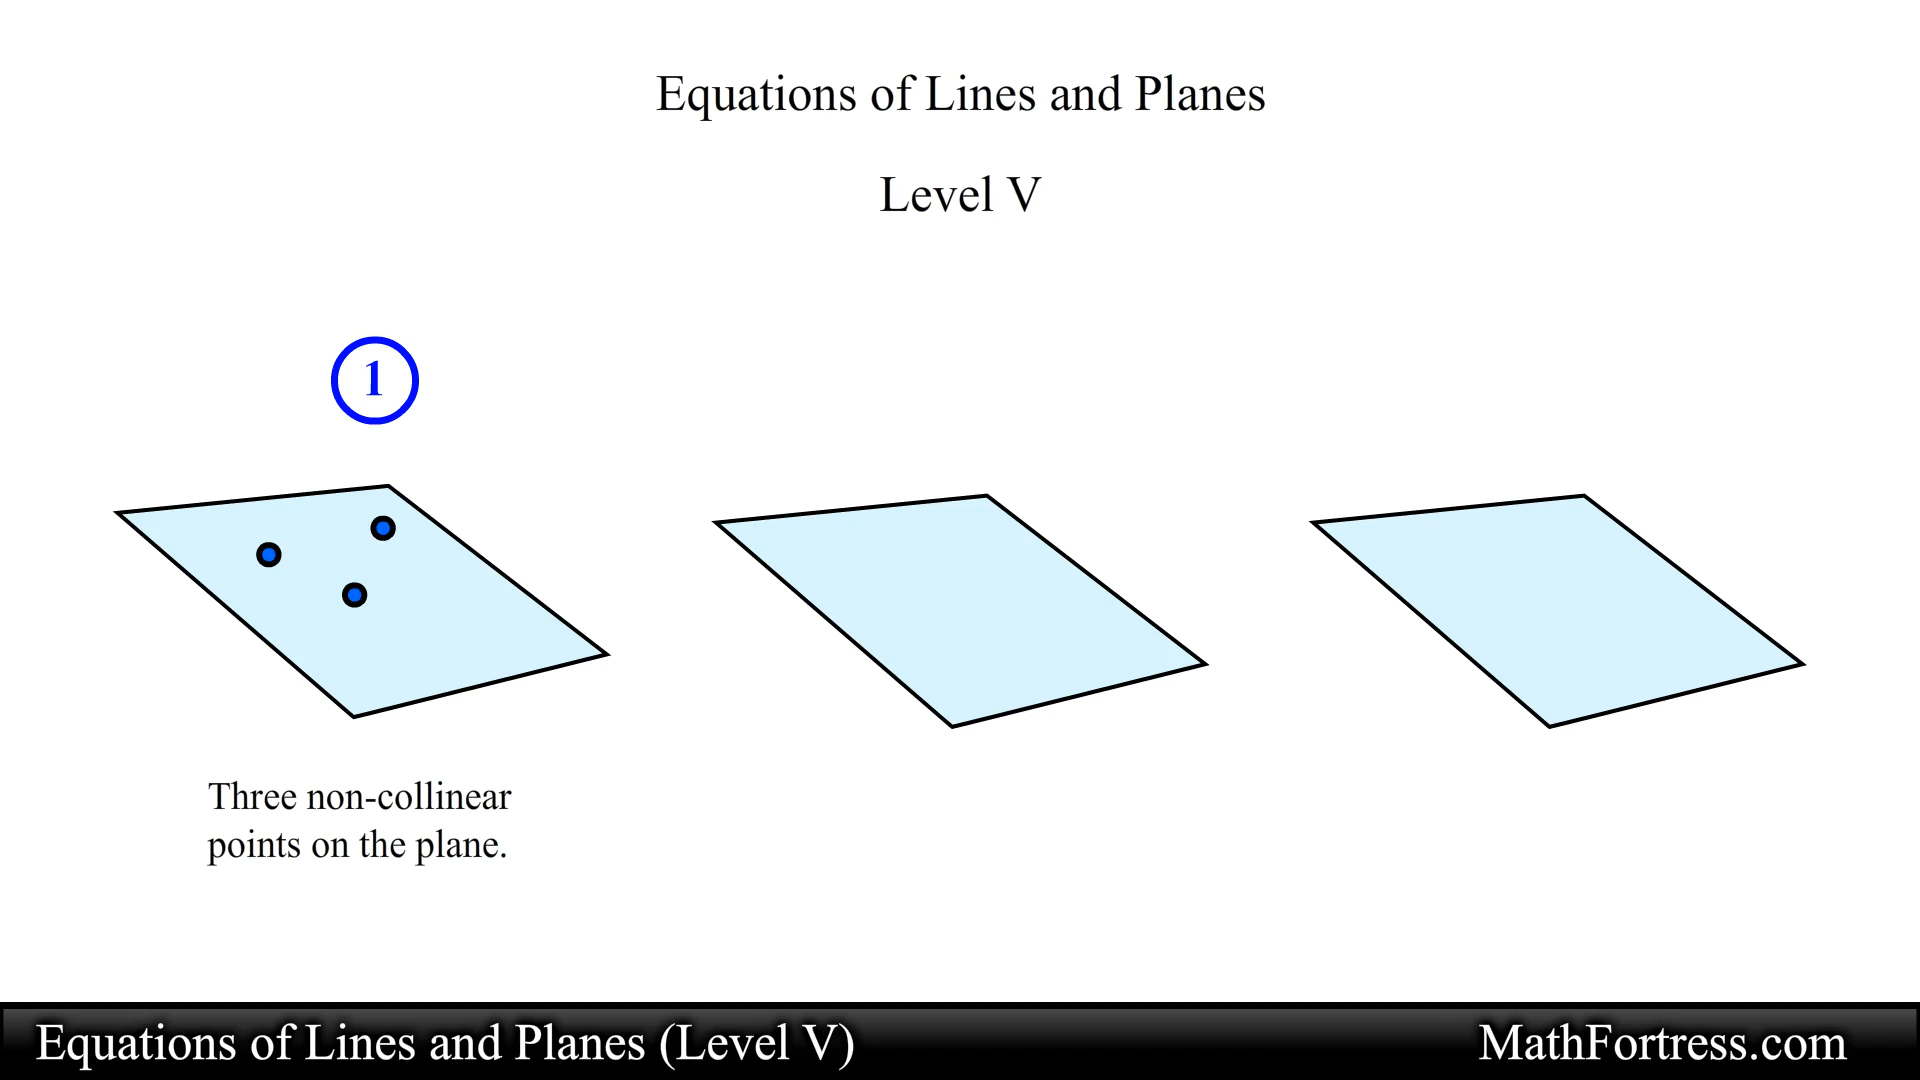 Equations of Lines and Planes
Level V
1
Three non-collinear
points on the plane.
Equations of Lines and Planes (Level V)
MathFortress.com